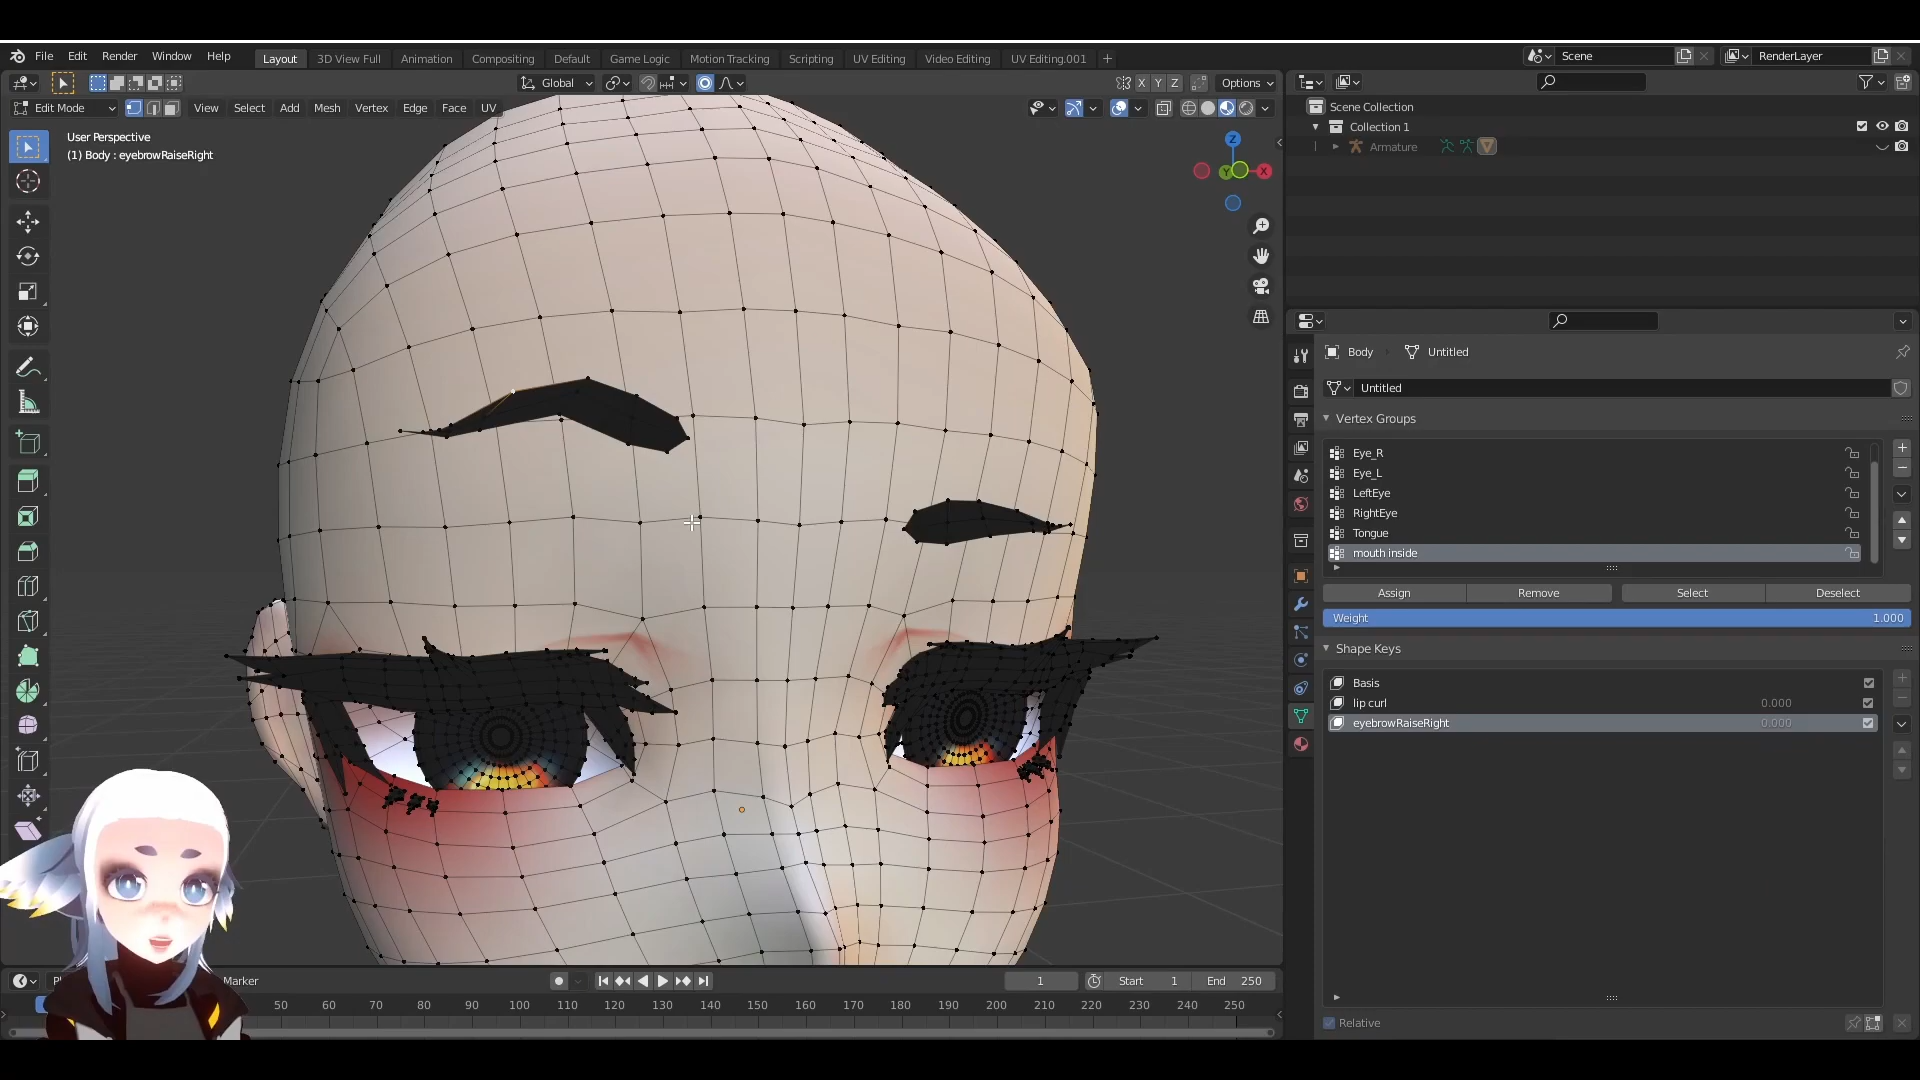 File Edit Render Window Help Layout 3D View Full Animation Compositing Default Game Logic Motion Tracking Scripting UV Editing Video Editing UV Editing.001 + Scene RenderLayer
Global X Y Z Options
Edit Mode View Select Add Mesh Vertex Edge Face UV
User Perspective
(1) Body : eyebrowRaiseRight
Z
Y X
Scene Collection
Collection 1
Armature
Body Untitled
Untitled
Vertex Groups
Eye_R
Eye_L
LeftEye
RightEye
Tongue
mouth inside
Assign Remove Select Deselect
Weight 1.000
Shape Keys
Basis
lip curl 0.000
eyebrowRaiseRight 0.000
Relative
Marker 1 Start 1 End 250
50 60 70 80 90 100 110 120 130 140 150 160 170 180 190 200 210 220 230 240 250